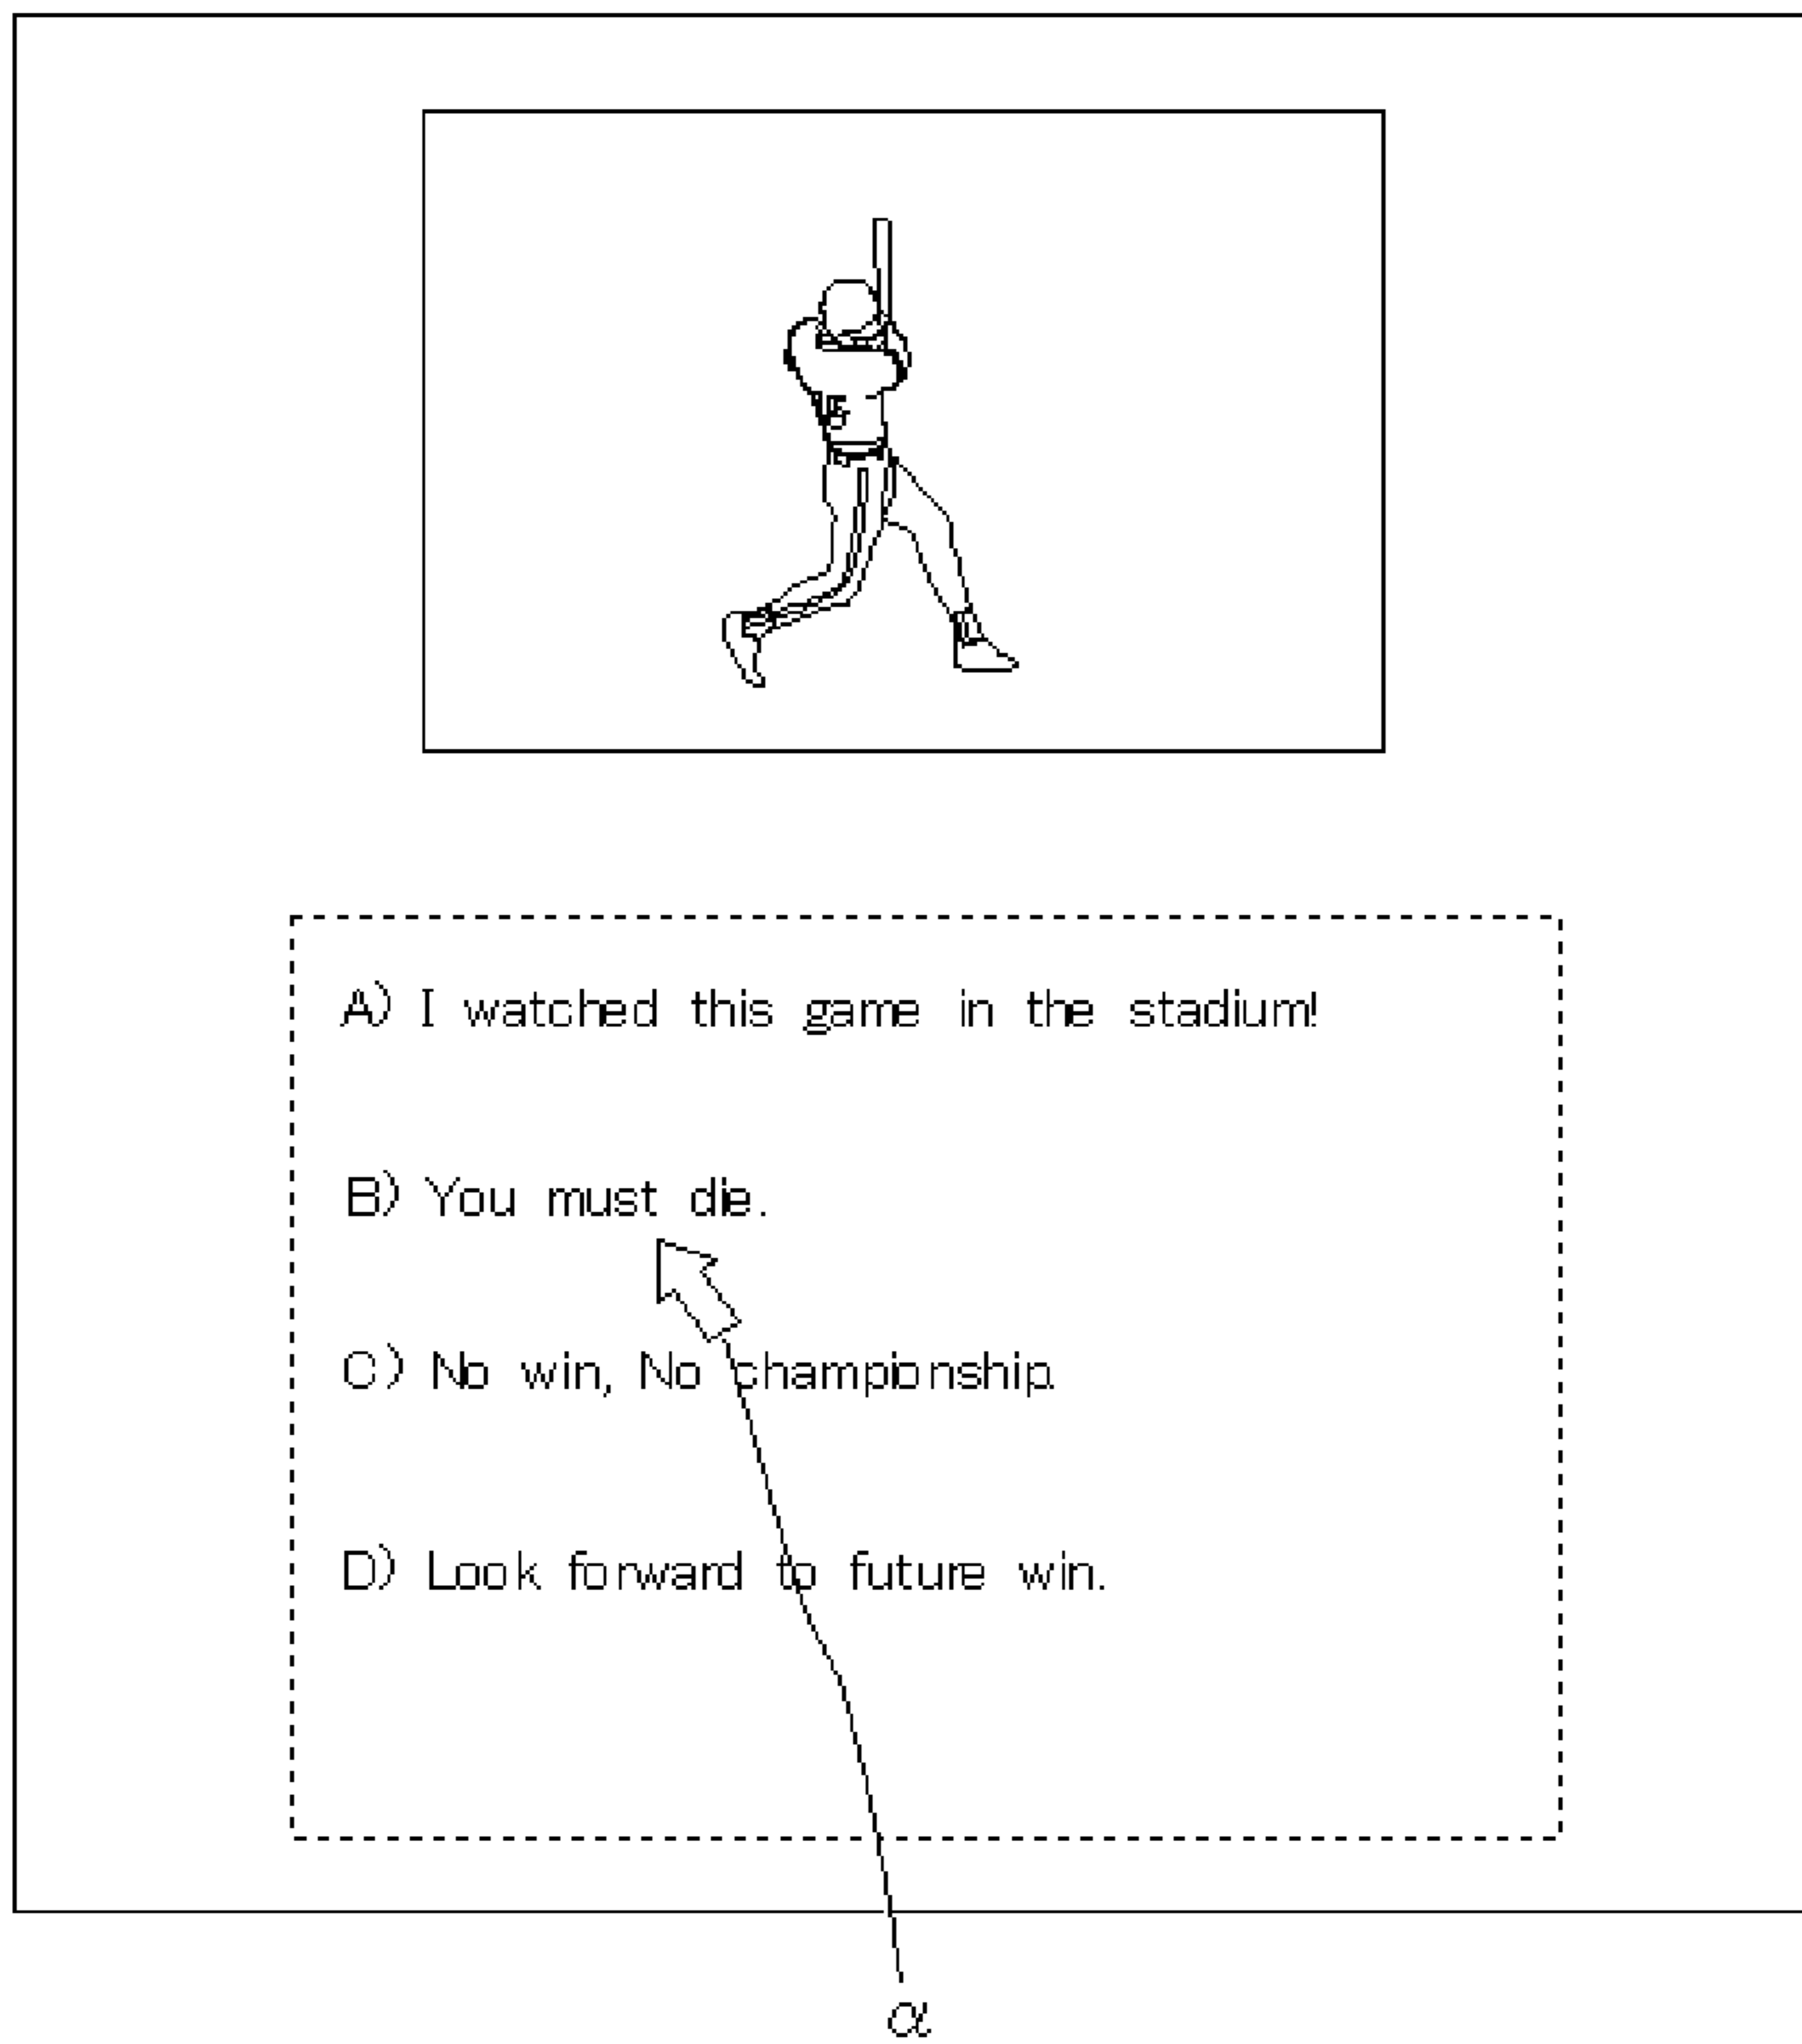 A) I watched this game in the stadium!
B) You must die.
C) No win, No championship.
D) Look forward to future win.
α